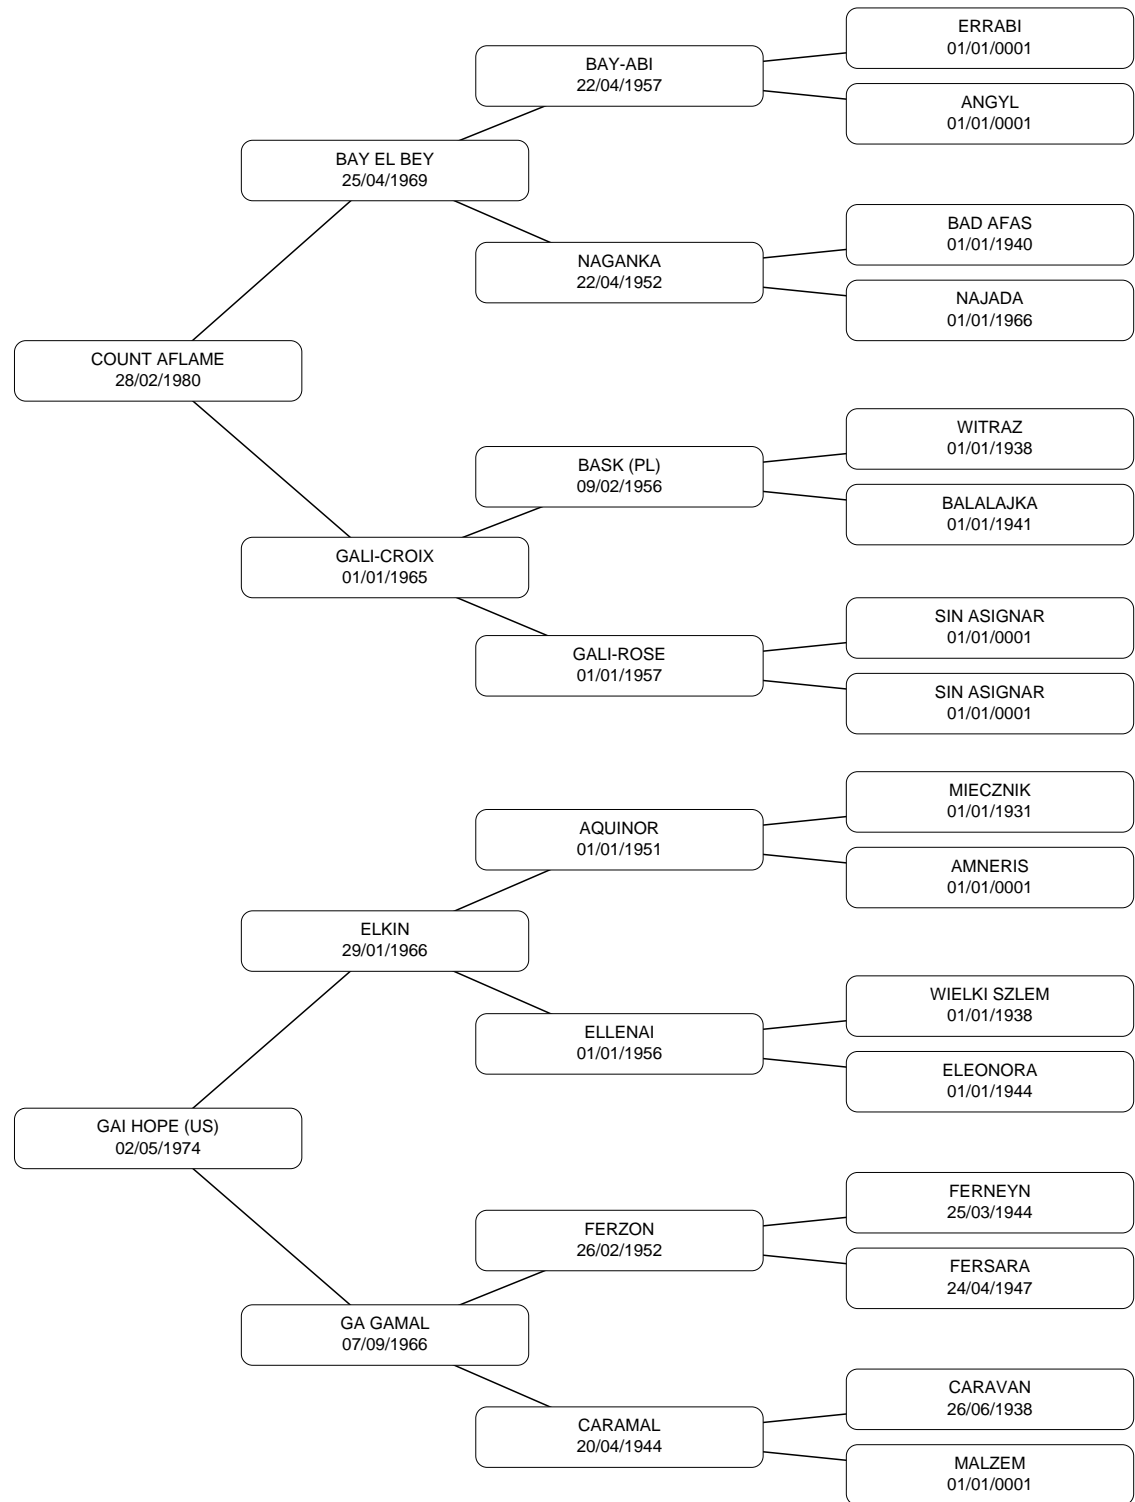 ERRABI
01/01/0001
BAY-ABI
22/04/1957
ANGYL
01/01/0001
BAY EL BEY
25/04/1969
BAD AFAS
01/01/1940
NAGANKA
22/04/1952
NAJADA
01/01/1966
COUNT AFLAME
28/02/1980
WITRAZ
01/01/1938
BASK (PL)
09/02/1956
BALALAJKA
01/01/1941
GALI-CROIX
01/01/1965
SIN ASIGNAR
01/01/0001
GALI-ROSE
01/01/1957
SIN ASIGNAR
01/01/0001
MIECZNIK
01/01/1931
AQUINOR
01/01/1951
AMNERIS
01/01/0001
ELKIN
29/01/1966
WIELKI SZLEM
01/01/1938
ELLENAI
01/01/1956
ELEONORA
01/01/1944
GAI HOPE (US)
02/05/1974
FERNEYN
25/03/1944
FERZON
26/02/1952
FERSARA
24/04/1947
GA GAMAL
07/09/1966
CARAVAN
26/06/1938
CARAMAL
20/04/1944
MALZEM
01/01/0001